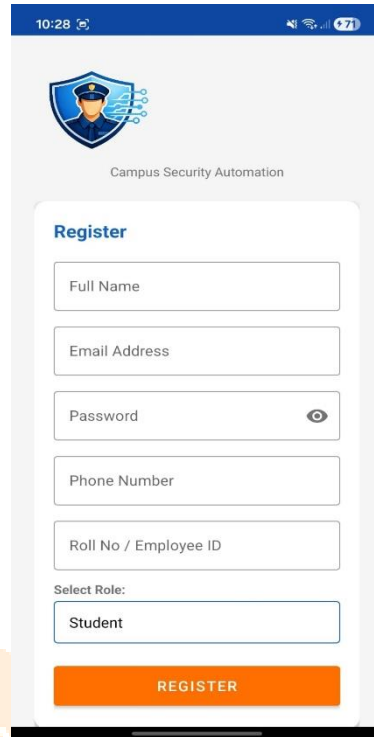 10:28
71
Campus Security Automation
Register
Full Name
Email Address
Password
Phone Number
Roll No / Employee ID
Select Role:
Student
REGISTER